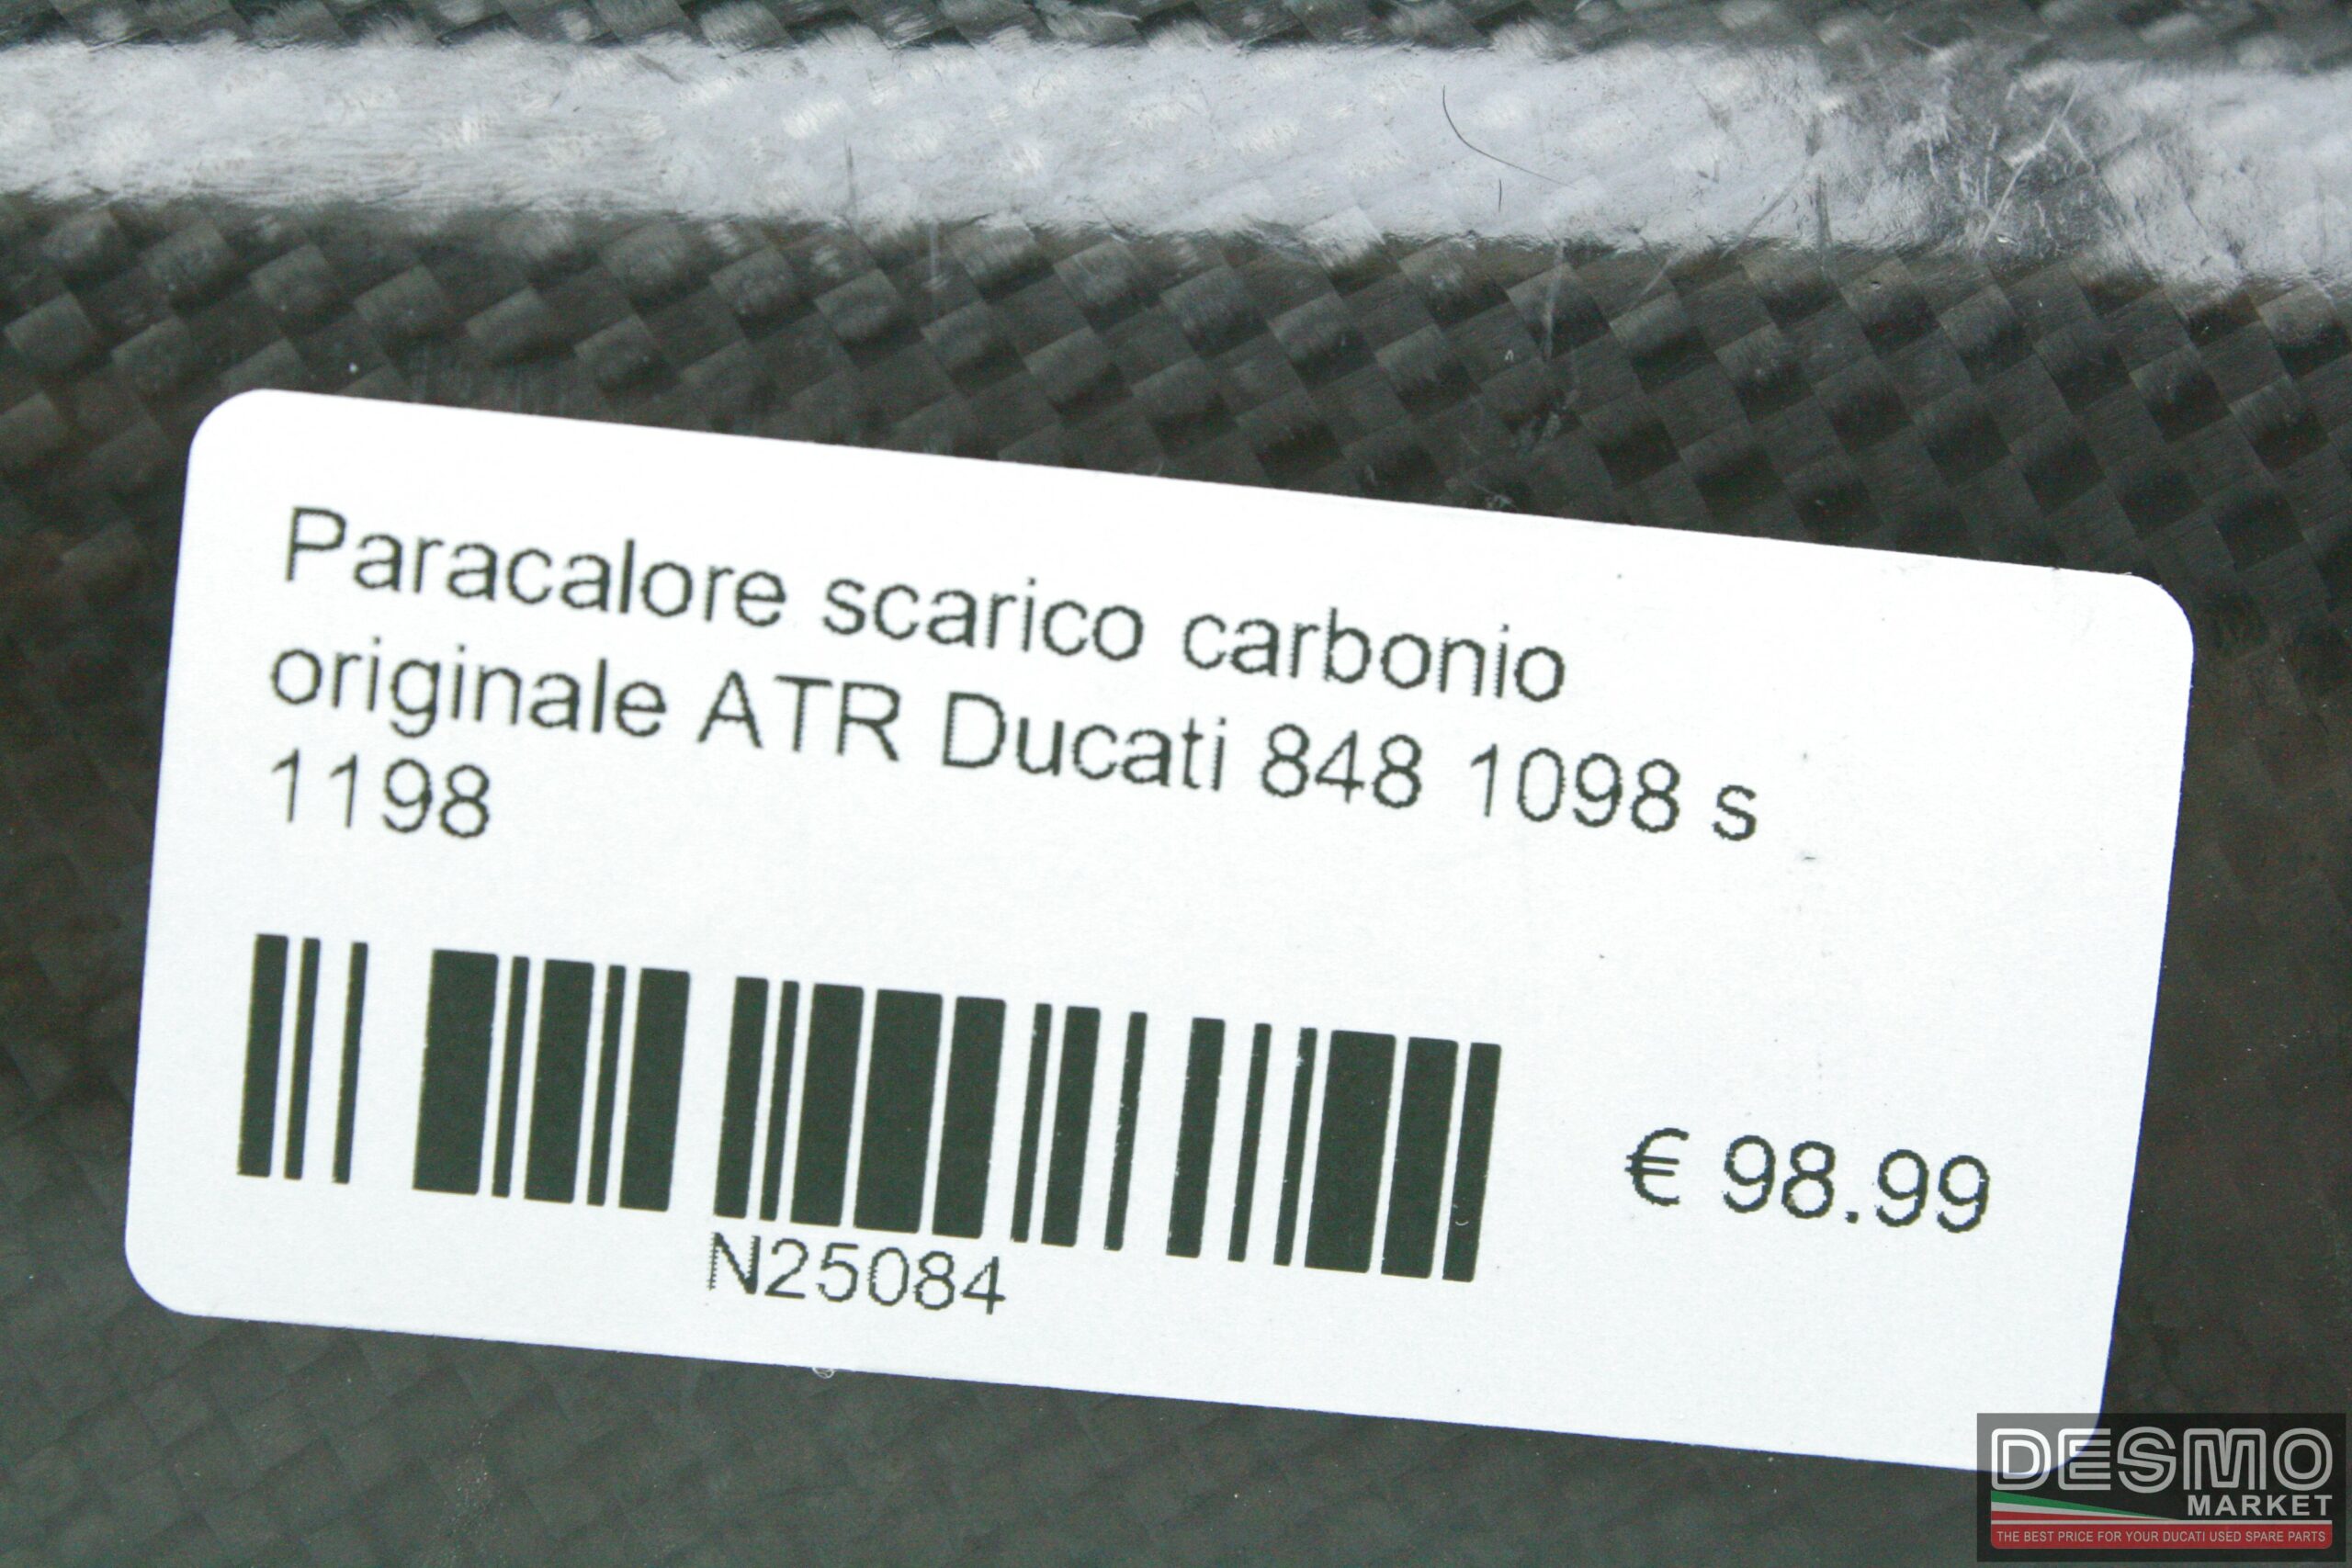 Paracalore scarico carbonio
originale ATR Ducati 848 1098 s
1198
€ 98.99
N25084
DESMO
MARKET
THE BEST PRICE FOR YOUR DUCATI USED SPARE PARTS